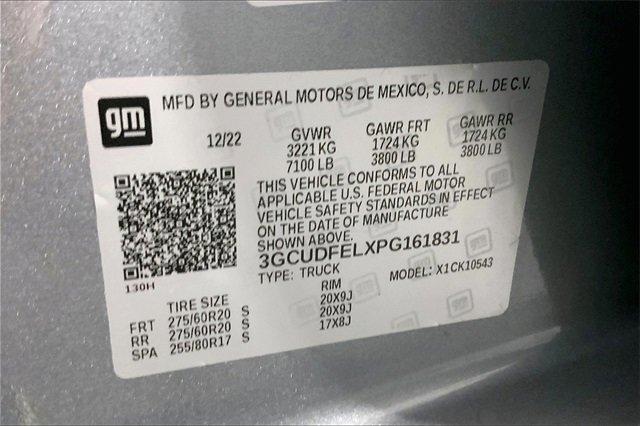 gm
MFD BY GENERAL MOTORS DE MEXICO, S. DE R.L. DE C.V.
12/22 GVWR GAWR FRT GAWR RR
3221 KG 1724 KG 1724 KG
7100 LB 3800 LB 3800 LB
THIS VEHICLE CONFORMS TO ALL
APPLICABLE U.S. FEDERAL MOTOR
VEHICLE SAFETY STANDARDS IN EFFECT
ON THE DATE OF MANUFACTURE
SHOWN ABOVE.
3GCUDFELXPG161831
TYPE: TRUCK MODEL: X1CK10543
130H
TIRE SIZE RIM
FRT 275/60R20 S 20X9J
RR 275/60R20 S 20X9J
SPA 255/80R17 S 17X8J